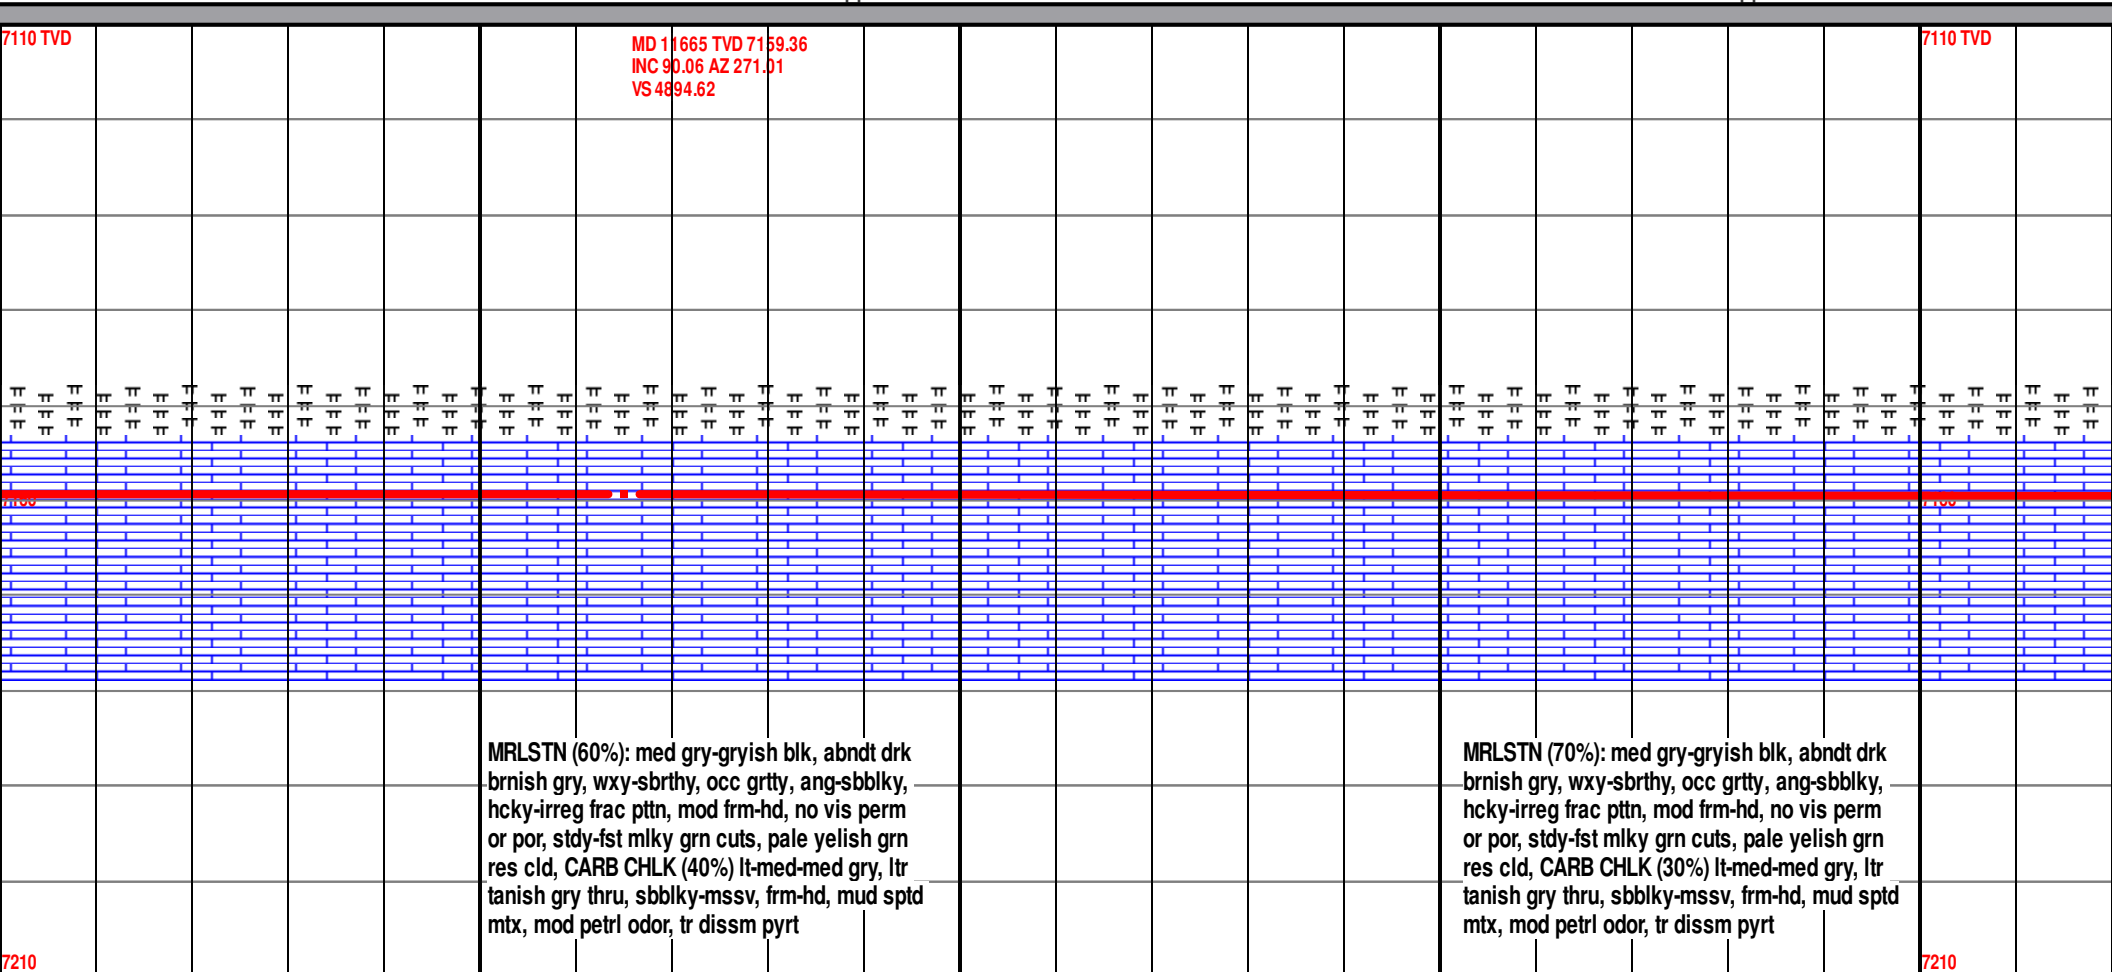 7110 TVD
MD 11665 TVD 7159.36
INC 90.06 AZ 271.01
VS 4894.62
7110 TVD
MRLSTN (60%): med gry-gryish blk, abndt drk
brnish gry, wxy-sbrthy, occ grtty, ang-sbblky,
hcky-irreg frac pttn, mod frm-hd, no vis perm
or por, stdy-fst mlky grn cuts, pale yelish grn
res cld, CARB CHLK (40%) lt-med-med gry, ltr
tanish gry thru, sbblky-mssv, frm-hd, mud sptd
mtx, mod petrl odor, tr dissm pyrt
MRLSTN (70%): med gry-gryish blk, abndt drk
brnish gry, wxy-sbrthy, occ grtty, ang-sbblky,
hcky-irreg frac pttn, mod frm-hd, no vis perm
or por, stdy-fst mlky grn cuts, pale yelish grn
res cld, CARB CHLK (30%) lt-med-med gry, ltr
tanish gry thru, sbblky-mssv, frm-hd, mud sptd
mtx, mod petrl odor, tr dissm pyrt
7210
7210